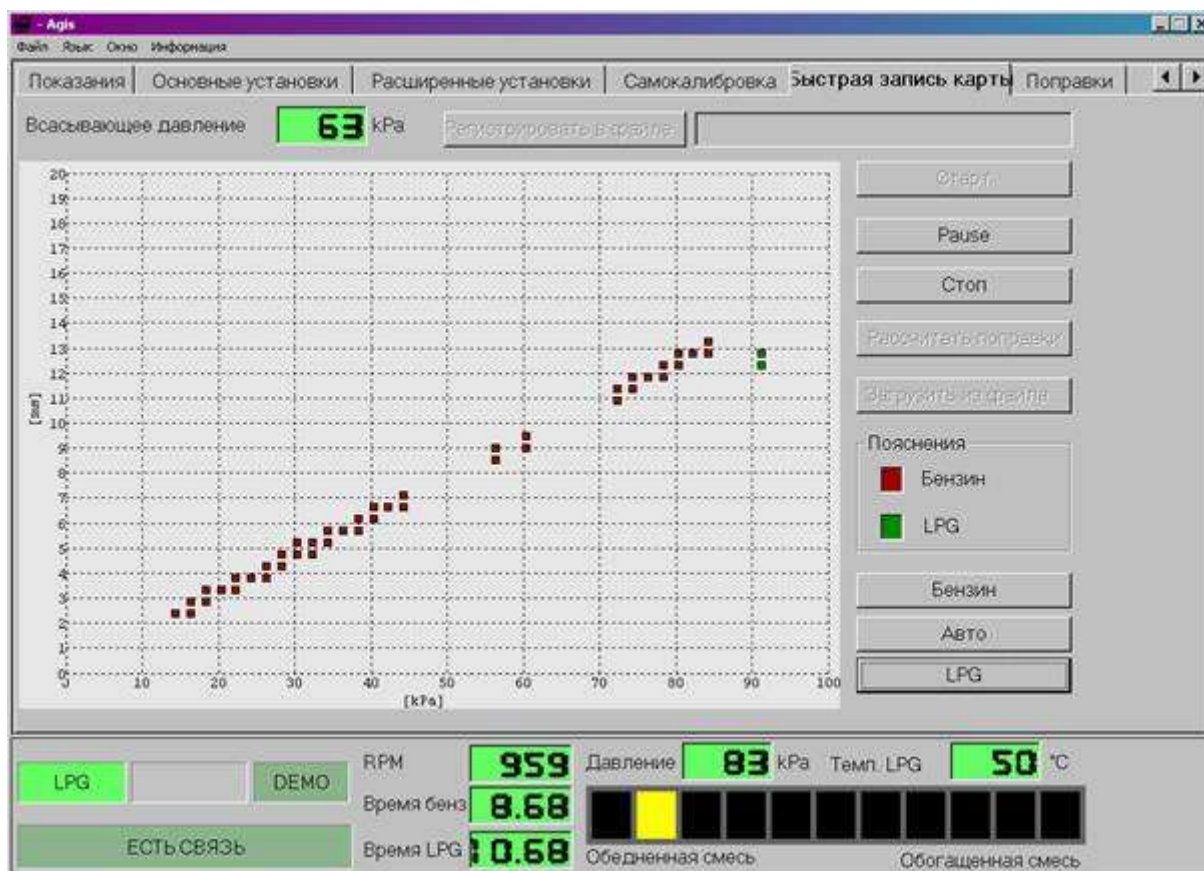 - Agis
Файл Язык Окно Информация
Показания Основные установки Расширенные установки Самокалибровка Быстрая запись карты Поправки
Всасывающее давление 63 kPa Регистрировать в файле
20
19
18
17
16
15
14
13
12
11
10
9
8
7
6
5
4
3
2
1
0
0 10 20 30 40 50 60 70 80 90 100
[kPa]
Старт.
Pause
Стоп
Рассчитать поправки
Загрузить из файла
Пояснения
Бензин
LPG
Бензин
Авто
LPG
LPG DEMO
ЕСТЬ СВЯЗЬ
RPM 959
Время бенз 8.68
Время LPG 10.68
Давление 83 kPa Темп. LPG 50 °C
Обедненная смесь Обогащенная смесь